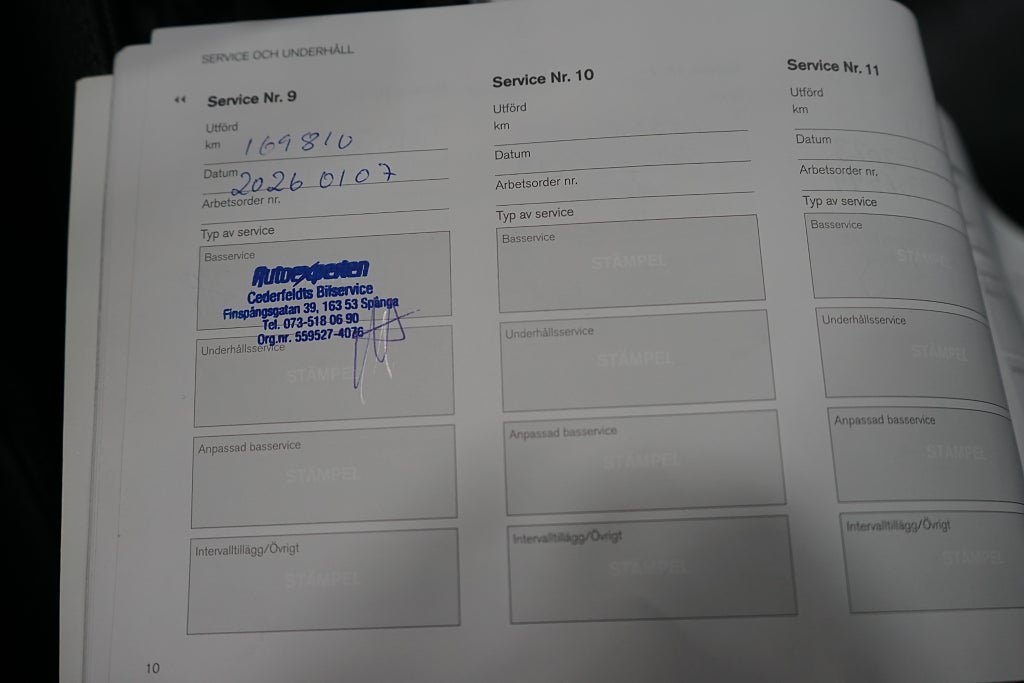 SERVICE OCH UNDERHÅLL
Service Nr. 9
Utförd
km 169810
Datum 2026 01 07
Arbetsorder nr.
Typ av service
Basservice
Autoexperten
Cederfeldts Bilservice
Finspångsgatan 39, 163 53 Spånga
Tel. 073-518 06 90
Org.nr. 559527-4076
Underhållsservice
STÄMPEL
Anpassad basservice
STÄMPEL
Intervalltillägg/Övrigt
STÄMPEL
Service Nr. 10
Utförd
km
Datum
Arbetsorder nr.
Typ av service
Basservice
STÄMPEL
Underhållsservice
STÄMPEL
Anpassad basservice
STÄMPEL
Intervalltillägg/Övrigt
STÄMPEL
Service Nr. 11
Utförd
km
Datum
Arbetsorder nr.
Typ av service
Basservice
STÄMPEL
Underhållsservice
STÄMPEL
Anpassad basservice
STÄMPEL
Intervalltillägg/Övrigt
STÄMPEL
10